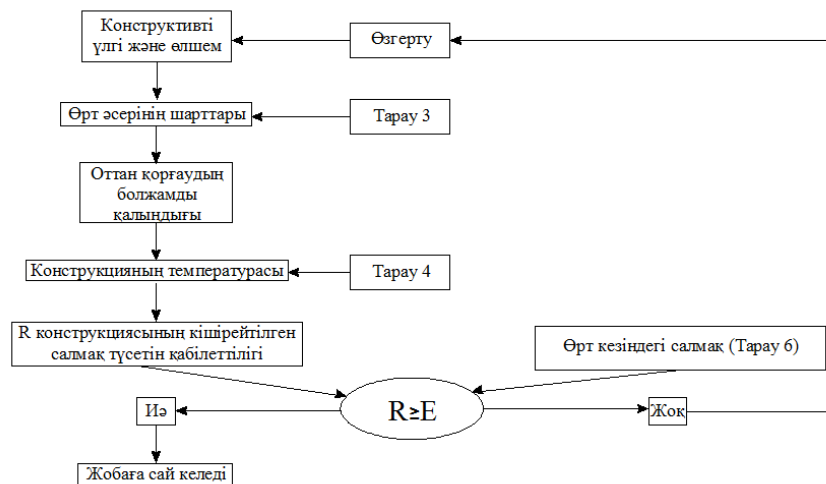 Конструктивті
үлгі және өлшем
Өзгерту
Өрт әсерінің шарттары
Тарау 3
Оттан қорғаудың
болжамды
қалыңдығы
Конструкцияның температурасы
Тарау 4
R конструкциясының кішірейтілген
салмақ түсетін қабілеттілігі
Өрт кезіндегі салмақ (Тарау 6)
Иә
R≥E
Жоқ
Жобаға сай келеді